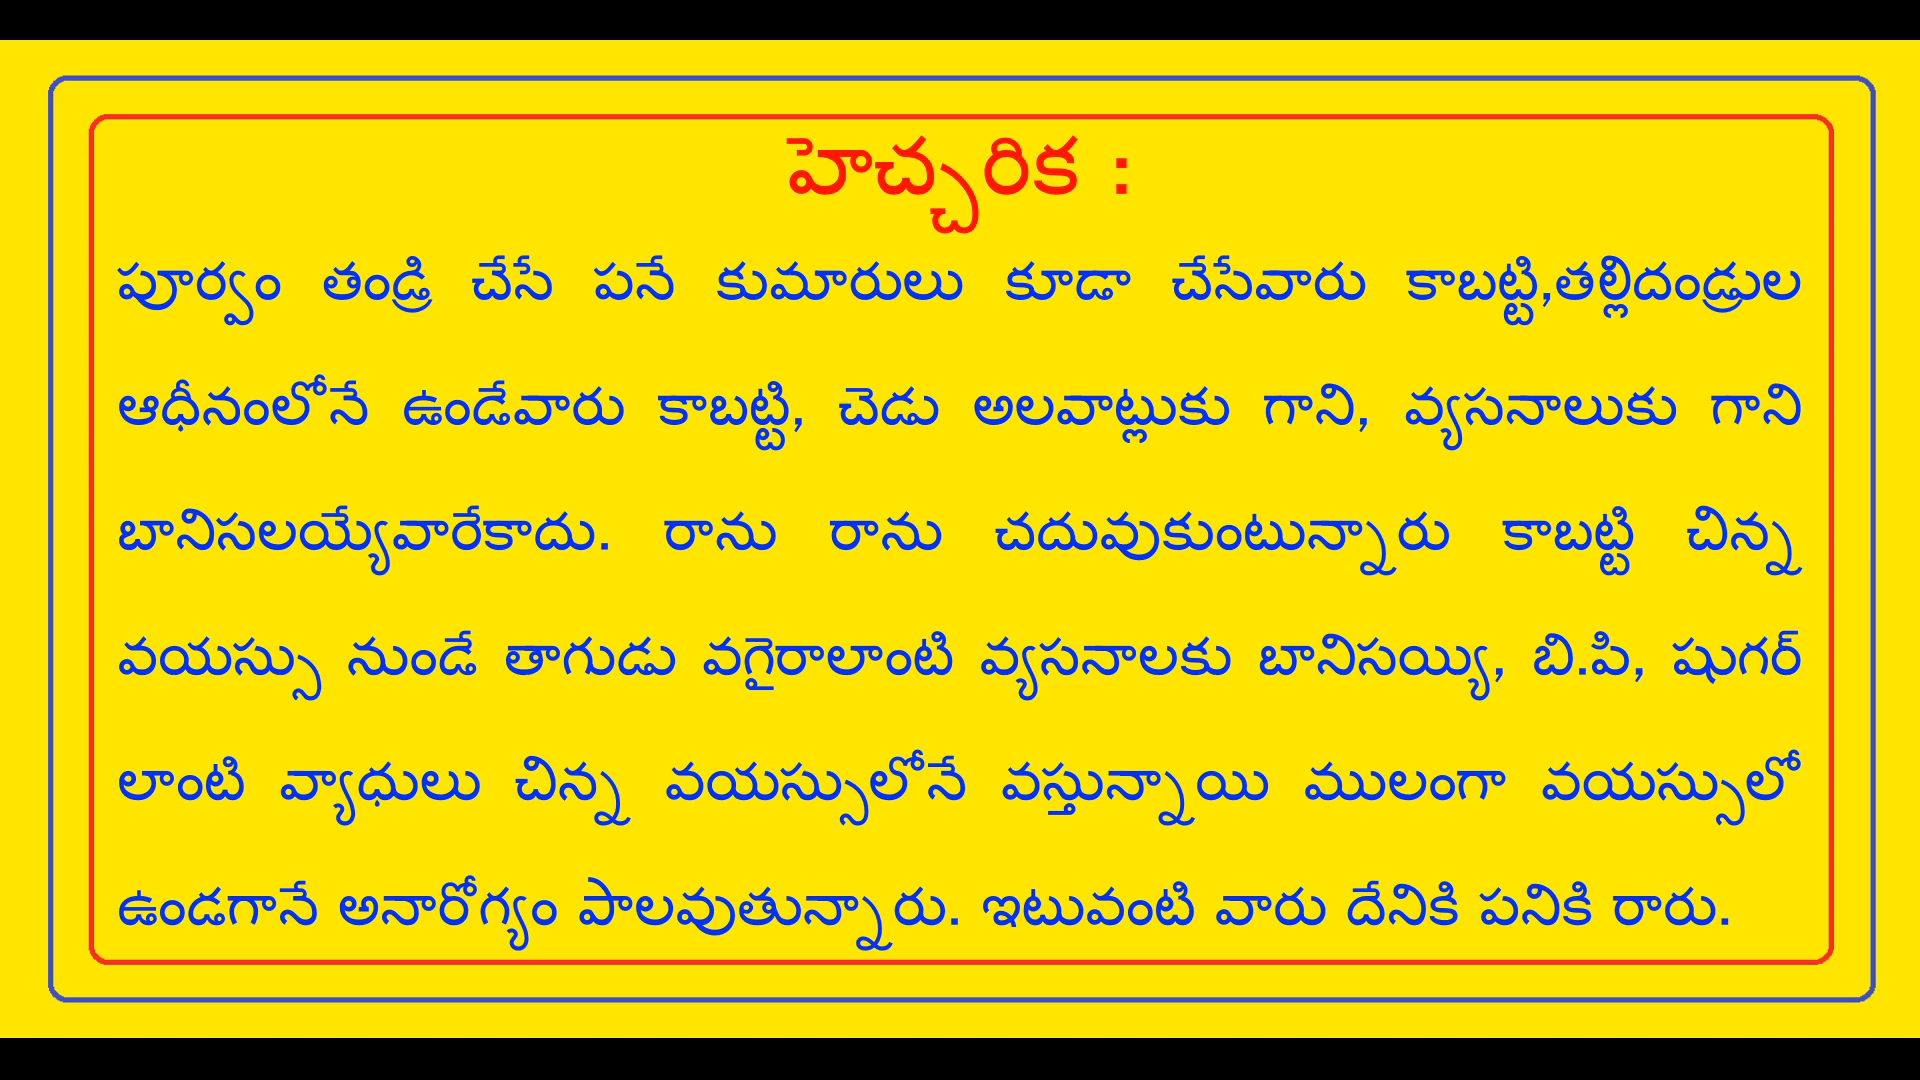 హెచ్చరిక :
పూర్వం తండ్రి చేసే పనే కుమారులు కూడా చేసేవారు కాబట్టి,తల్లిదండ్రుల
ఆధీనంలోనే ఉండేవారు కాబట్టి, చెడు అలవాట్లుకు గాని, వ్యసనాలుకు గాని
బానిసలయ్యేవారేకాదు. రాను రాను చదువుకుంటున్నారు కాబట్టి చిన్న
వయస్సు నుండే తాగుడు వగైరాలాంటి వ్యసనాలకు బానిసయ్యి, బి.పి, షుగర్
లాంటి వ్యాధులు చిన్న వయస్సులోనే వస్తున్నాయి ములంగా వయస్సులో
ఉండగానే అనారోగ్యం పాలవుతున్నారు. ఇటువంటి వారు దేనికి పనికి రారు.